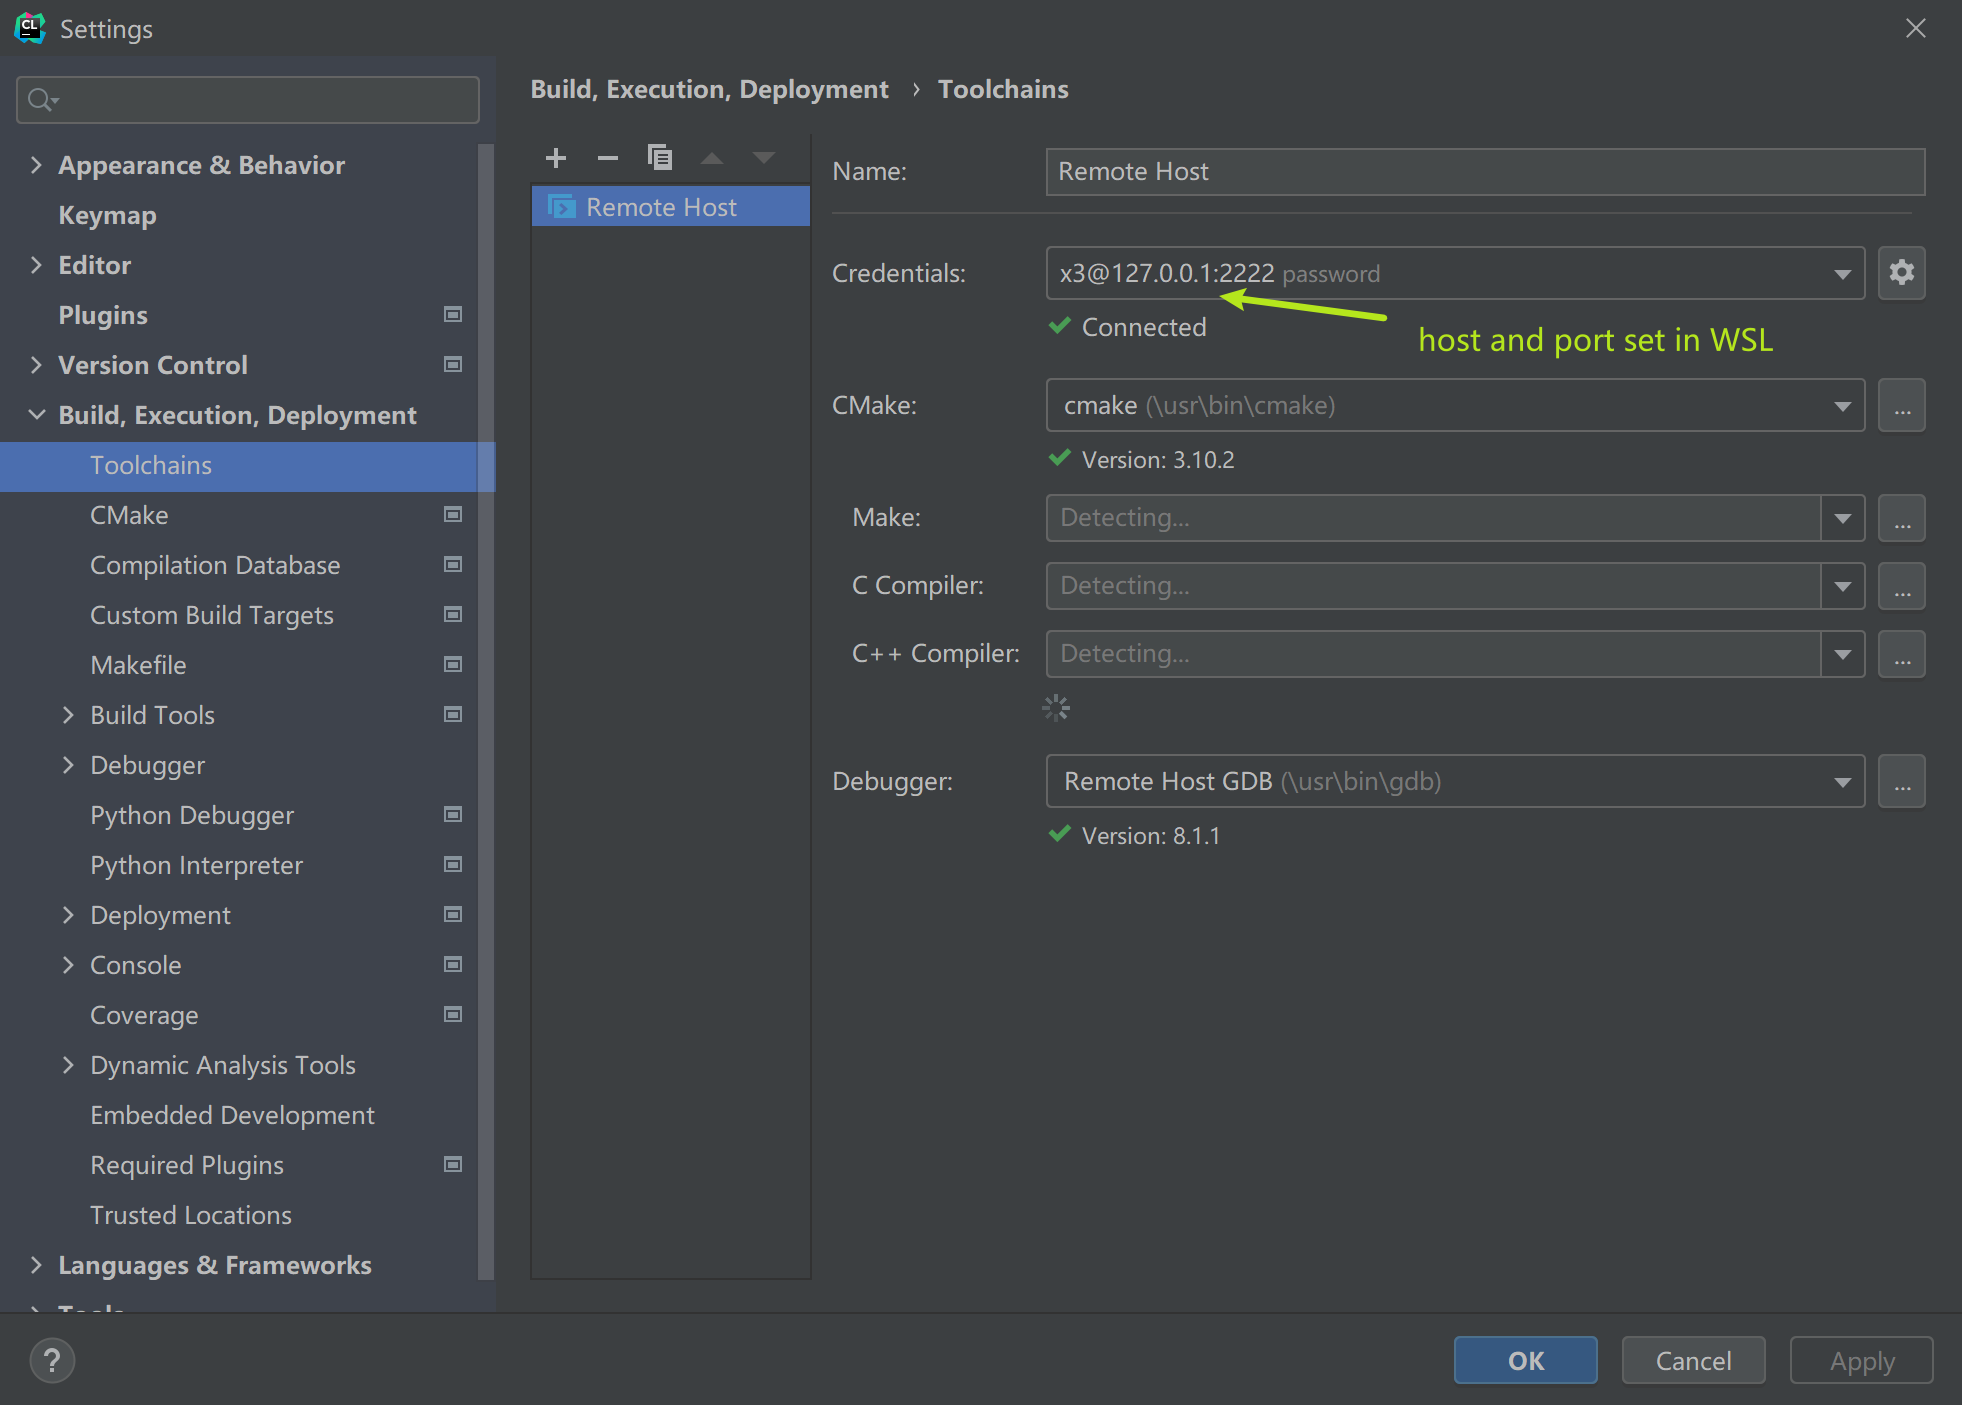 CL
Settings
Appearance & Behavior
Keymap
Editor
Plugins
Version Control
Build, Execution, Deployment
Toolchains
CMake
Compilation Database
Custom Build Targets
Makefile
Build Tools
Debugger
Python Debugger
Python Interpreter
Deployment
Console
Coverage
Dynamic Analysis Tools
Embedded Development
Required Plugins
Trusted Locations
Languages & Frameworks
Tools
Build, Execution, Deployment › Toolchains
Remote Host
Name: Remote Host
Credentials: x3@127.0.0.1:2222 password
Connected
host and port set in WSL
CMake: cmake (\usr\bin\cmake) ...
Version: 3.10.2
Make: Detecting... ...
C Compiler: Detecting... ...
C++ Compiler: Detecting... ...
Debugger: Remote Host GDB (\usr\bin\gdb) ...
Version: 8.1.1
? OK Cancel Apply